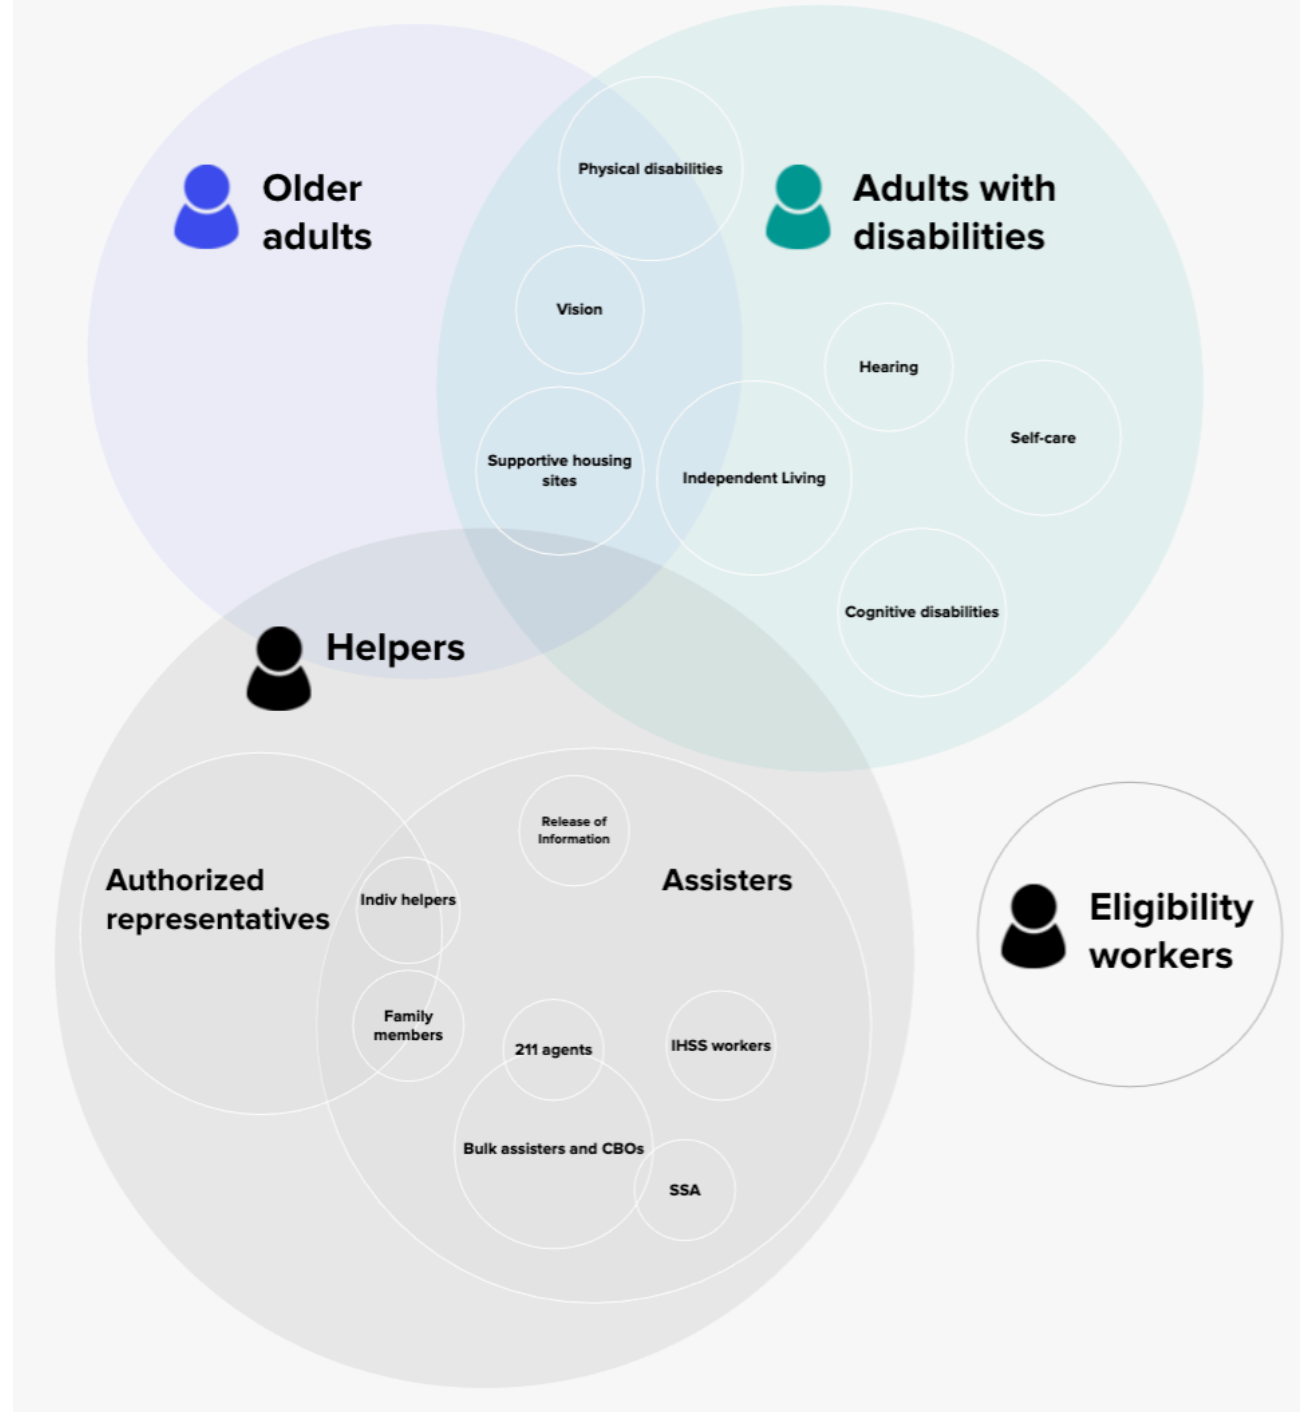 Older
adults
Physical disabilities
Adults with
disabilities
Vision
Hearing
Self-care
Supportive housing
sites
Independent Living
Cognitive disabilities
Helpers
Release of
Information
Authorized
representatives
Indiv helpers
Assisters
Eligibility
workers
Family
members
211 agents
IHSS workers
Bulk assisters and CBOs
SSA